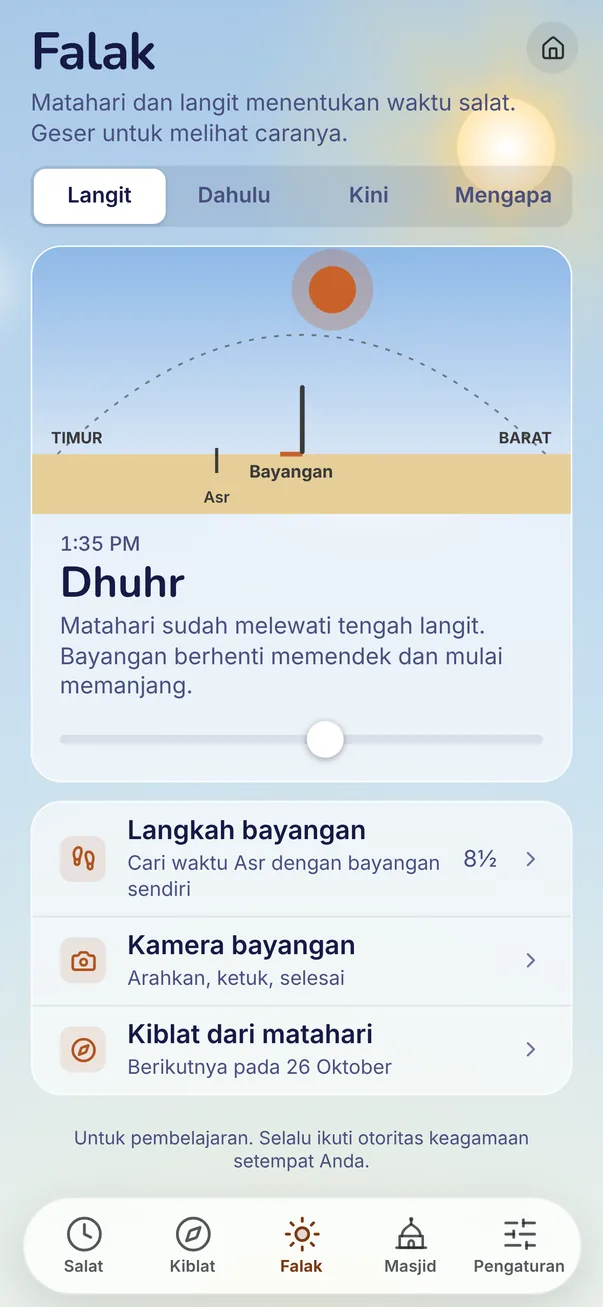 Falak
Matahari dan langit menentukan waktu salat.
Geser untuk melihat caranya.
Langit
Dahulu
Kini
Mengapa
TIMUR
BARAT
Bayangan
Asr
1:35 PM
Dhuhr
Matahari sudah melewati tengah langit.
Bayangan berhenti memendek dan mulai
memanjang.
Langkah bayangan
Cari waktu Asr dengan bayangan
sendiri
8½
Kamera bayangan
Arahkan, ketuk, selesai
Kiblat dari matahari
Berikutnya pada 26 Oktober
Untuk pembelajaran. Selalu ikuti otoritas keagamaan
setempat Anda.
Salat
Kiblat
Falak
Masjid
Pengaturan